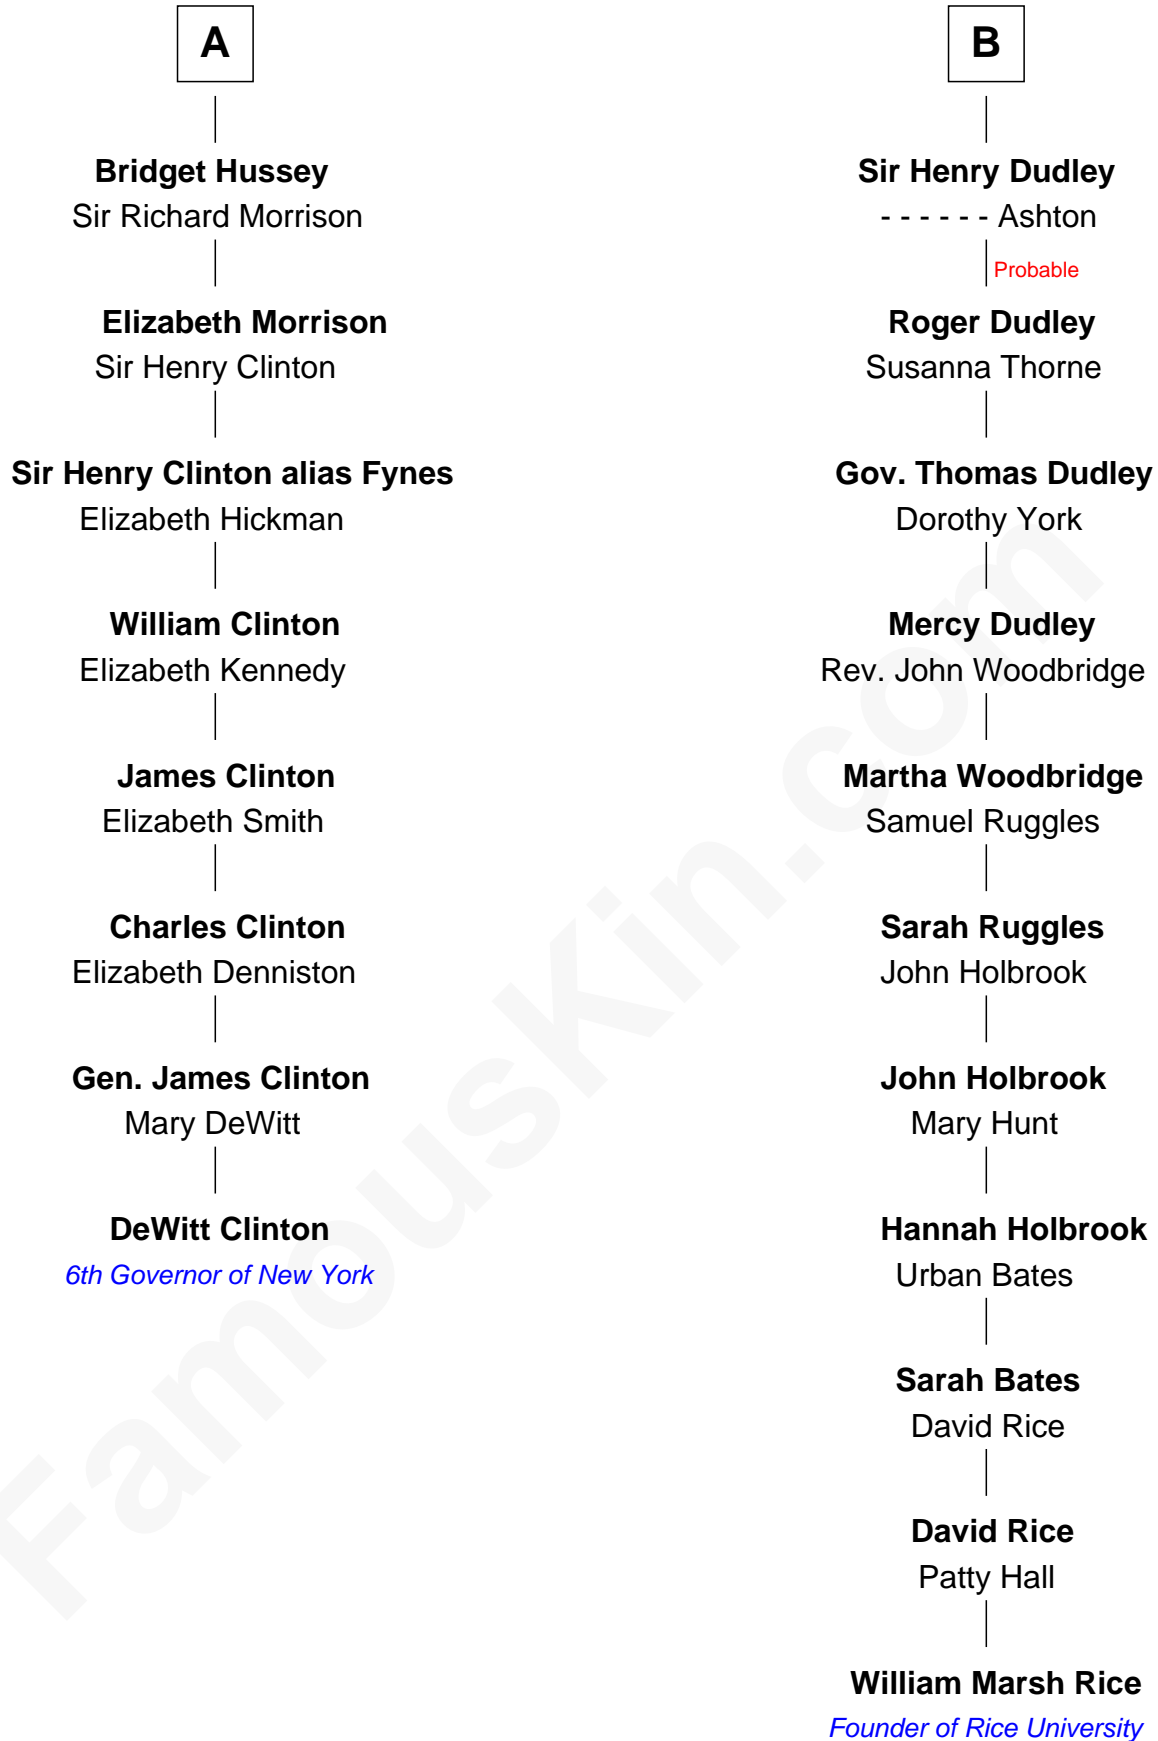 A
Bridget Hussey
Sir Richard Morrison
Elizabeth Morrison
Sir Henry Clinton
Sir Henry Clinton alias Fynes
Elizabeth Hickman
William Clinton
Elizabeth Kennedy
James Clinton
Elizabeth Smith
Charles Clinton
Elizabeth Denniston
Gen. James Clinton
Mary DeWitt
DeWitt Clinton
6th Governor of New York
B
Sir Henry Dudley
- - - - - - Ashton
Probable
Roger Dudley
Susanna Thorne
Gov. Thomas Dudley
Dorothy York
Mercy Dudley
Rev. John Woodbridge
Martha Woodbridge
Samuel Ruggles
Sarah Ruggles
John Holbrook
John Holbrook
Mary Hunt
Hannah Holbrook
Urban Bates
Sarah Bates
David Rice
David Rice
Patty Hall
William Marsh Rice
Founder of Rice University
FamousKin.com